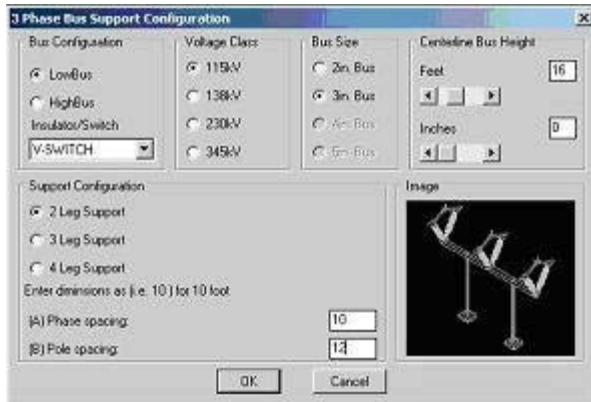 3 Phase Bus Support Configuration
Bus Configuration
LowBus
HighBus
Insulator/Switch
V-SWITCH
Voltage Class
115kV
138kV
230kV
345kV
Bus Size
2in. Bus
3in. Bus
4in. Bus
5in. Bus
Centerline Bus Height
Feet
16
Inches
0
Support Configuration
2 Leg Support
3 Leg Support
4 Leg Support
Enter diminsions as (i.e. 10 ) for 10 foot
(A) Phase spacing:
10
(B) Pole spacing:
12
Image
OK
Cancel